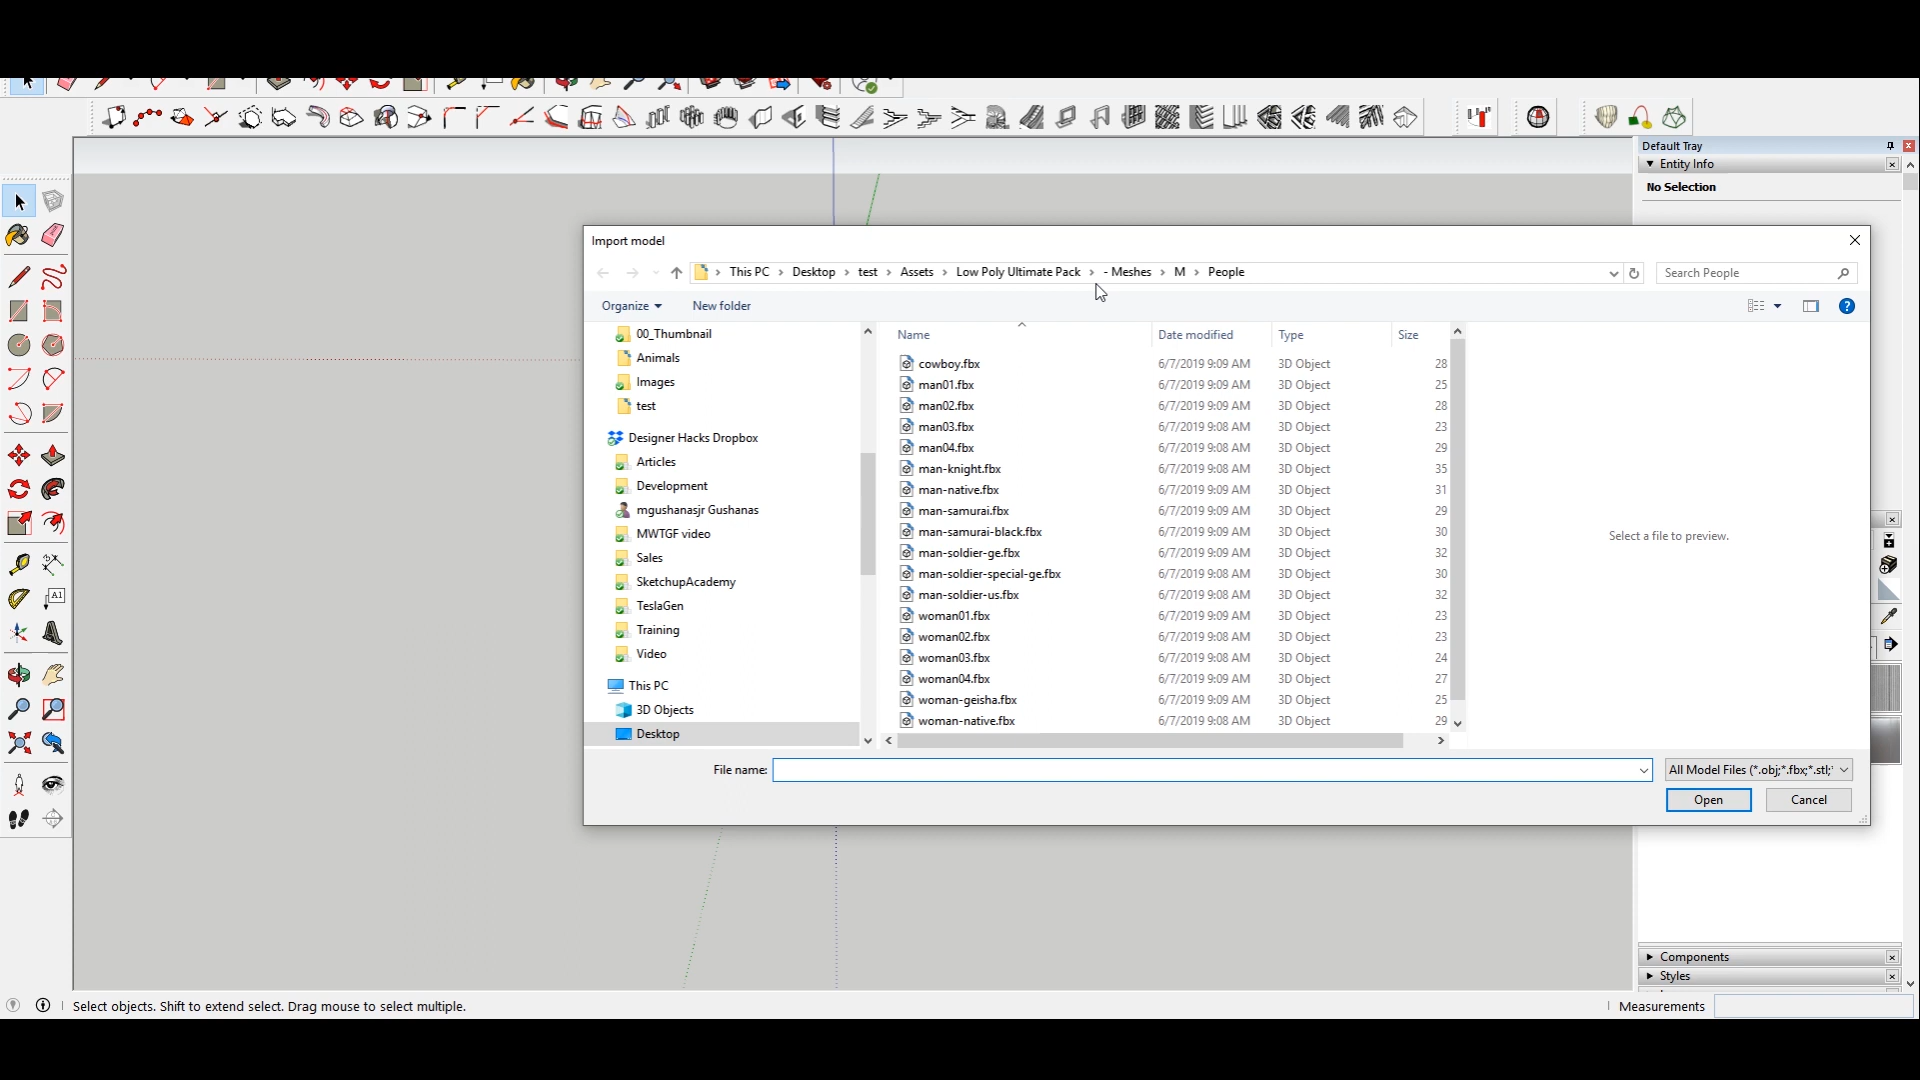 Default Tray
Entity Info
No Selection
Import model
This PC › Desktop › test › Assets › Low Poly Ultimate Pack › - Meshes › M › People
Search People
Organize
New folder
00_Thumbnail
Animals
Images
test
Designer Hacks Dropbox
Articles
Development
mgushanasjr Gushanas
MWTGF video
Sales
SketchupAcademy
TeslaGen
Training
Video
This PC
3D Objects
Desktop
Name Date modified Type Size
cowboy.fbx 6/7/2019 9:09 AM 3D Object 28
man01.fbx 6/7/2019 9:09 AM 3D Object 25
man02.fbx 6/7/2019 9:09 AM 3D Object 28
man03.fbx 6/7/2019 9:08 AM 3D Object 23
man04.fbx 6/7/2019 9:08 AM 3D Object 29
man-knight.fbx 6/7/2019 9:08 AM 3D Object 35
man-native.fbx 6/7/2019 9:09 AM 3D Object 31
man-samurai.fbx 6/7/2019 9:09 AM 3D Object 29
man-samurai-black.fbx 6/7/2019 9:09 AM 3D Object 30
man-soldier-ge.fbx 6/7/2019 9:09 AM 3D Object 32
man-soldier-special-ge.fbx 6/7/2019 9:08 AM 3D Object 30
man-soldier-us.fbx 6/7/2019 9:08 AM 3D Object 32
woman01.fbx 6/7/2019 9:09 AM 3D Object 23
woman02.fbx 6/7/2019 9:08 AM 3D Object 23
woman03.fbx 6/7/2019 9:08 AM 3D Object 24
woman04.fbx 6/7/2019 9:08 AM 3D Object 27
woman-geisha.fbx 6/7/2019 9:09 AM 3D Object 25
woman-native.fbx 6/7/2019 9:08 AM 3D Object 29
Select a file to preview.
File name:
All Model Files (*.obj;*.fbx;*.stl;*
Open
Cancel
A1
Components
Styles
Select objects. Shift to extend select. Drag mouse to select multiple.
Measurements